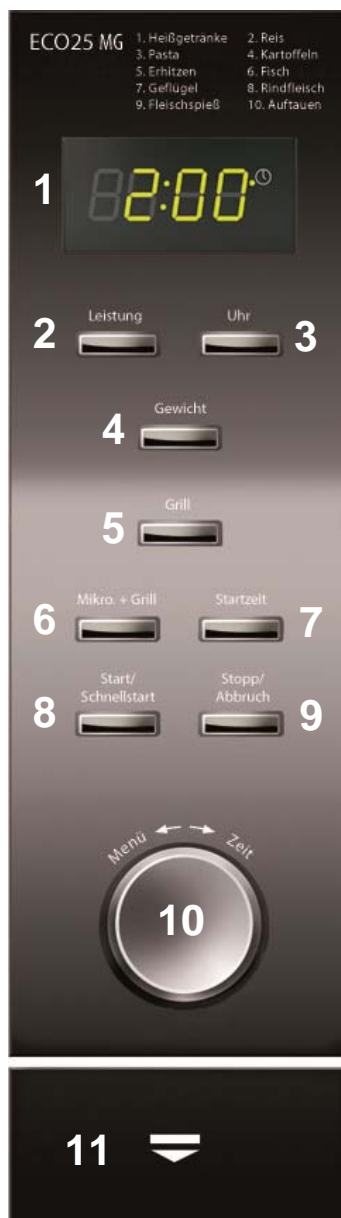 ECO25 MG
1. Heißgetränke 2. Reis
3. Pasta 4. Kartoffeln
5. Erhitzen 6. Fisch
7. Geflügel 8. Rindfleisch
9. Fleischspieß 10. Auftauen
1
2:00
Leistung Uhr
2 3
Gewicht
4
Grill
5
Mikro. + Grill Startzeit
6 7
Start/ Stopp/
Schnellstart Abbruch
8 9
Menü Zeit
10
11